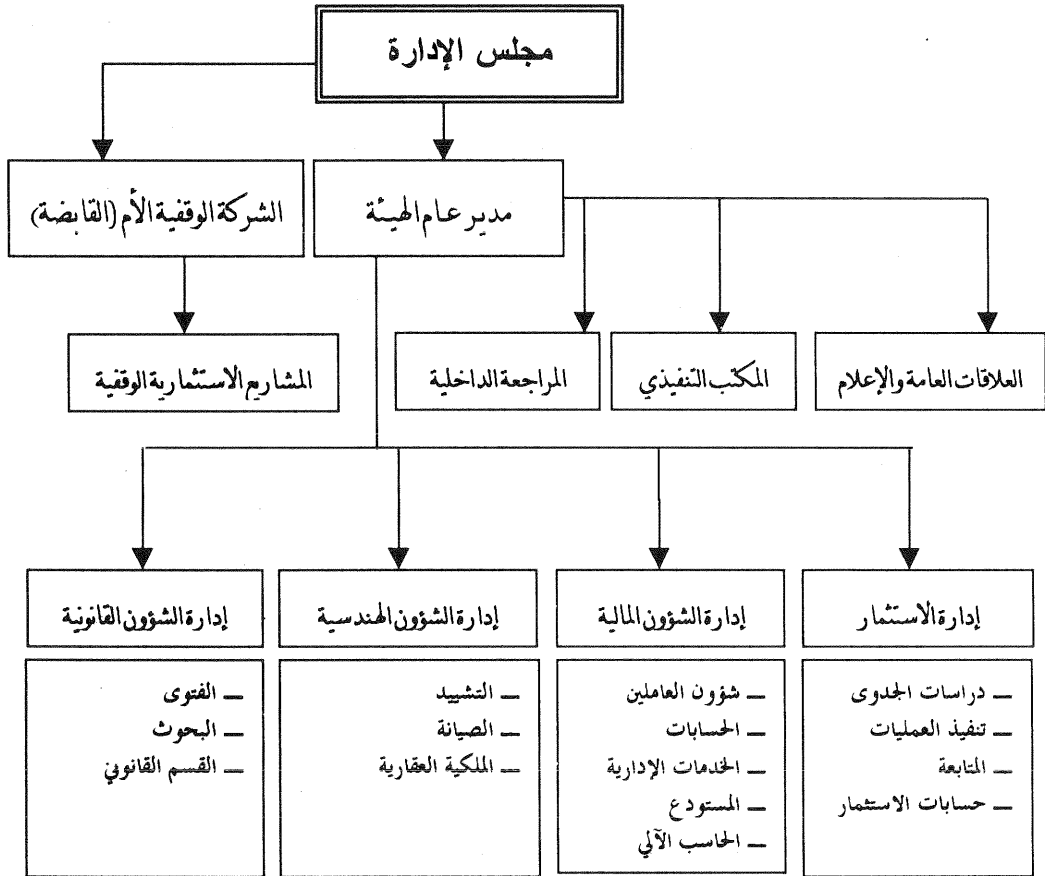 مجلس الإدارة
مدير عام الهيئة
الشركة الوقفية الأم (القابضة)
العلاقات العامة والإعلام
المكتب التنفيذي
المراجعة الداخلية
المشاريع الاستثمارية الوقفية
إدارة الاستثمار
– دراسات الجدوى
– تنفيذ العمليات
– المتابعة
– حسابات الاستثمار
إدارة الشؤون المالية
– شؤون العاملين
– الحسابات
– الخدمات الإدارية
– المستودع
– الحاسب الآلي
إدارة الشؤون الهندسية
– التشييد
– الصيانة
– الملكية العقارية
إدارة الشؤون القانونية
– الفتوى
– البحوث
– القسم القانوني